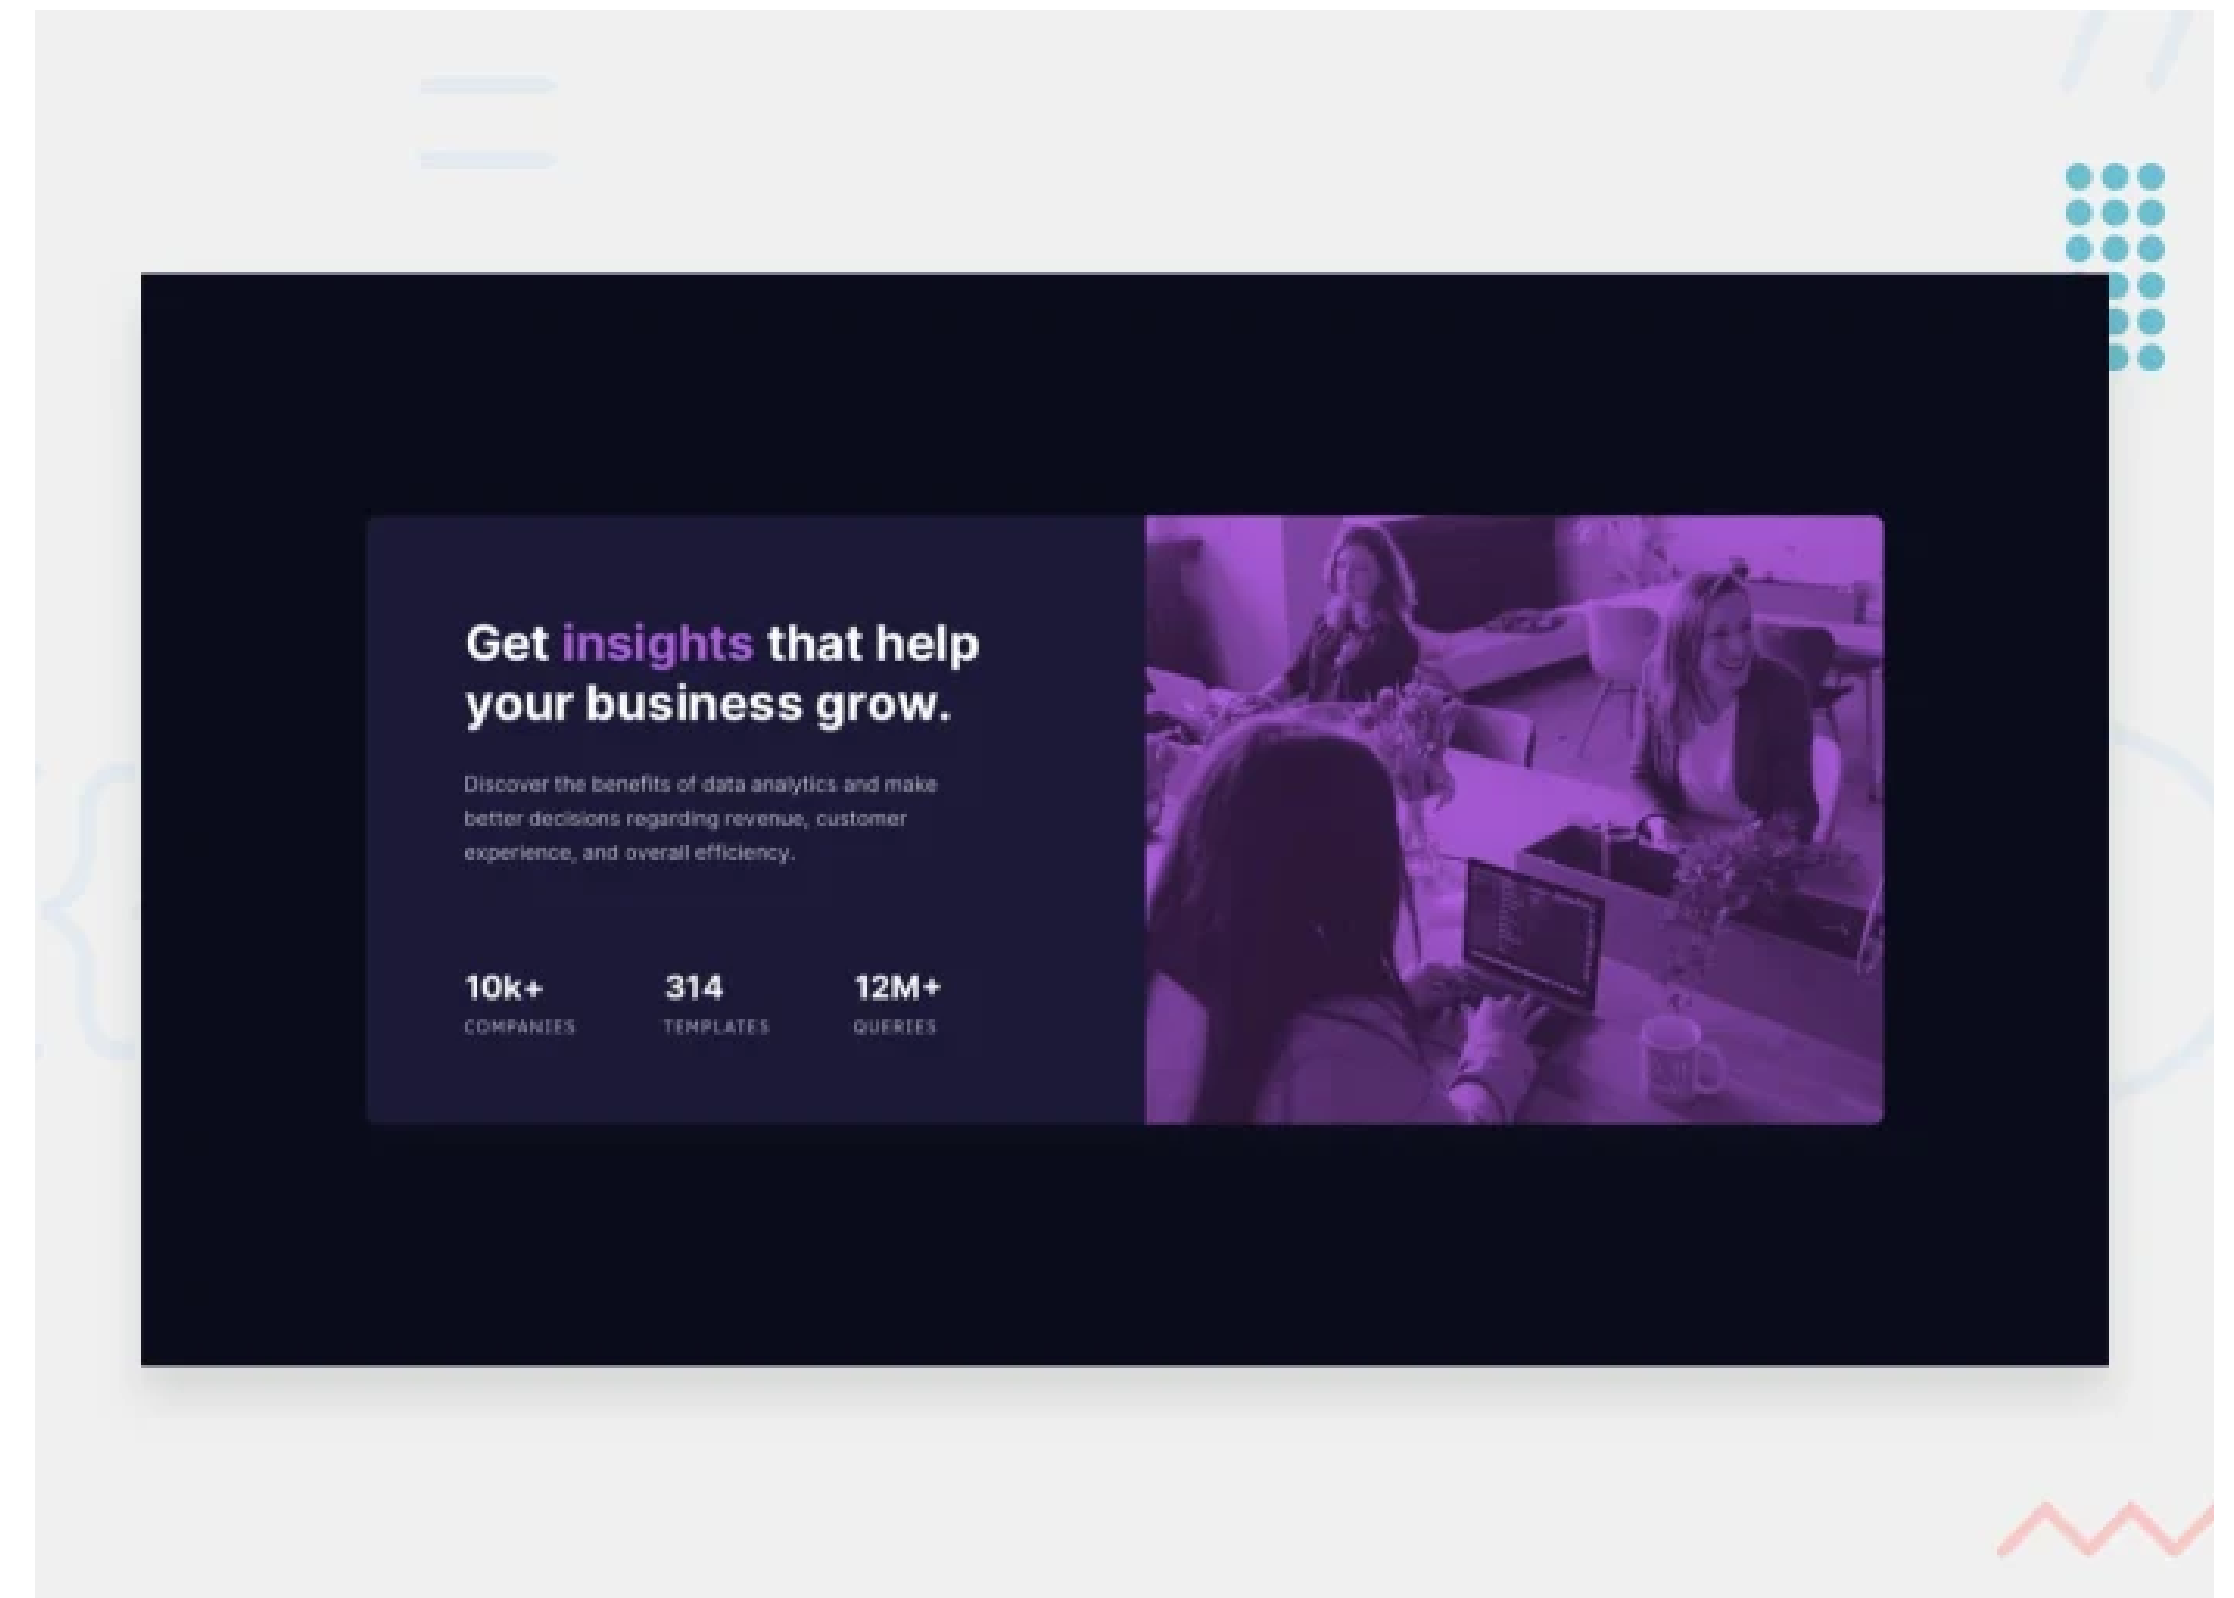 Get insights that help
your business grow.
Discover the benefits of data analytics and make
better decisions regarding revenue, customer
experience, and overall efficiency.
10k+ 314 12M+
COMPANIES TEMPLATES QUERIES